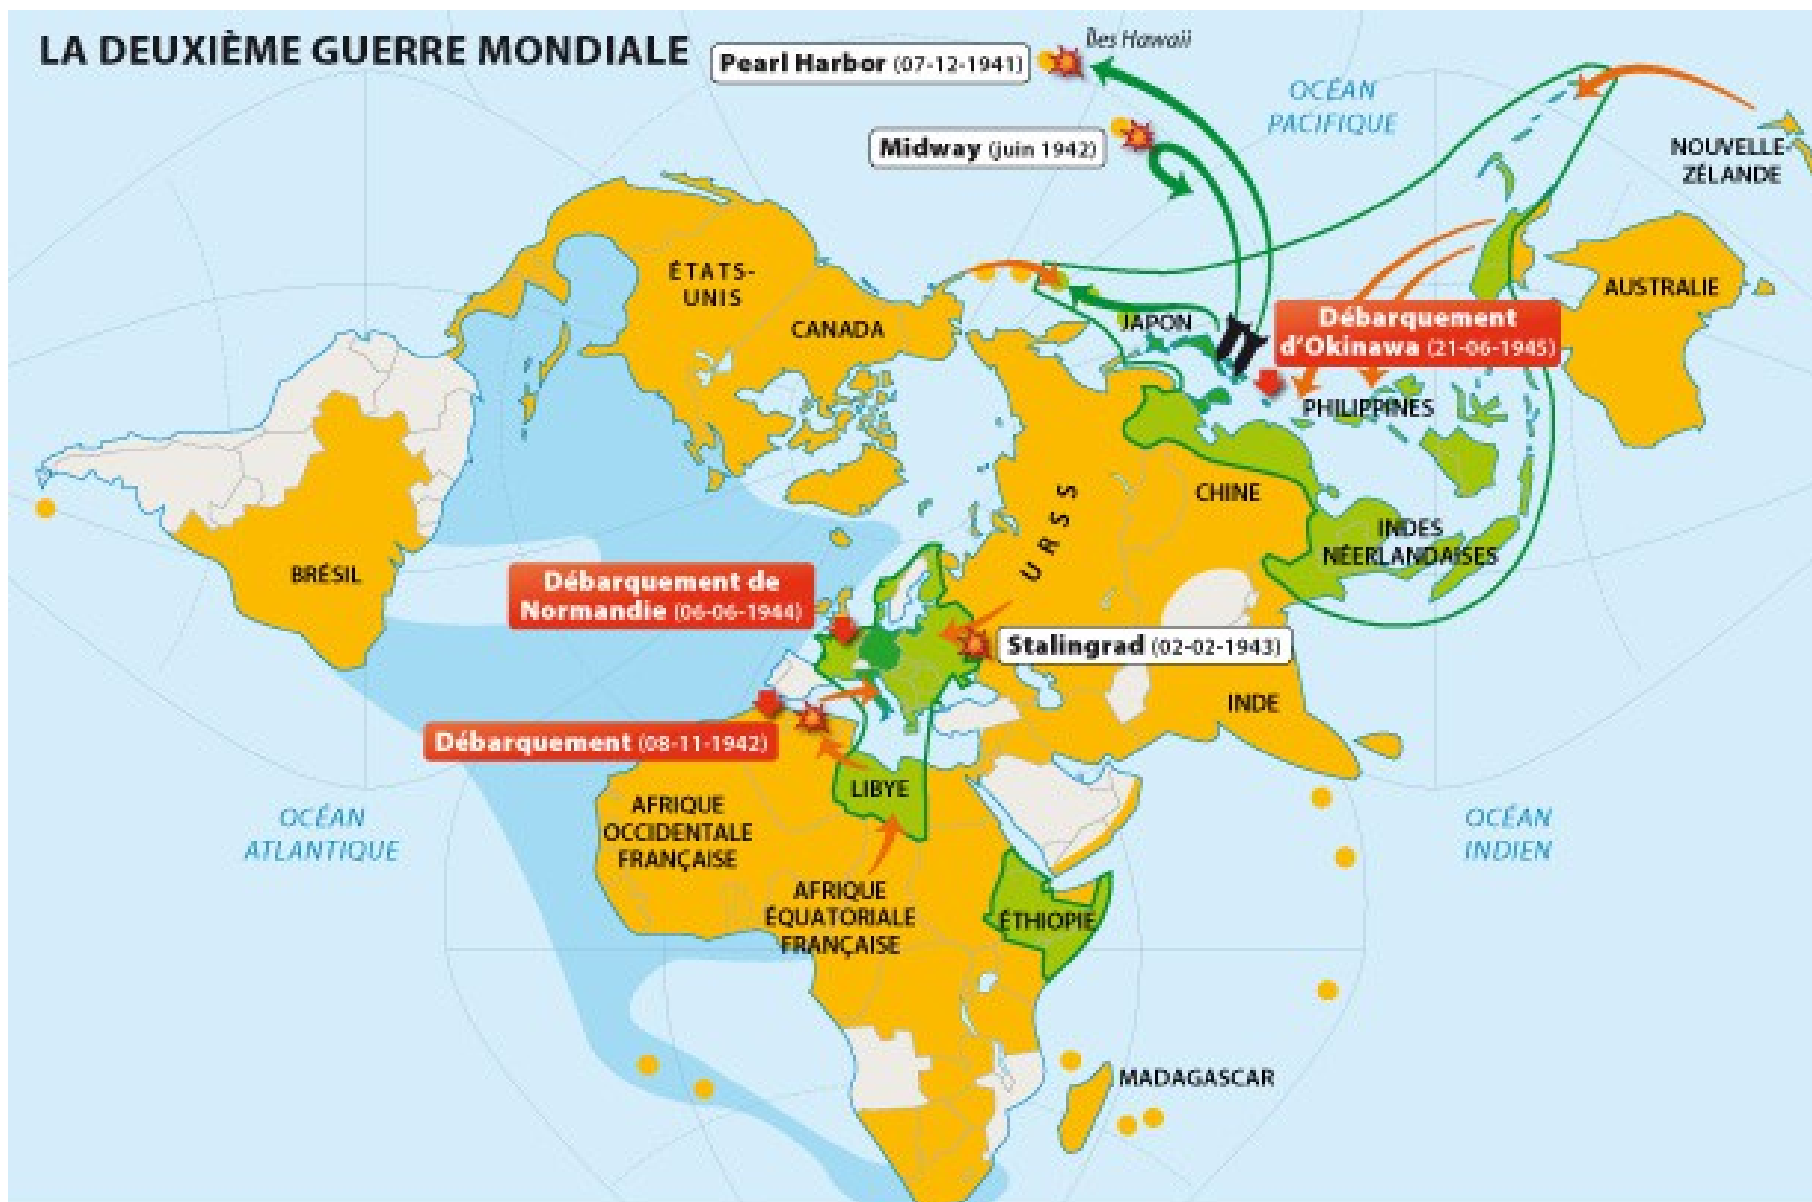 LA DEUXIÈME GUERRE MONDIALE
Pearl Harbor (07-12-1941)
Îles Hawaii
OCÉAN
PACIFIQUE
Midway (juin 1942)
NOUVELLE-
ZÉLANDE
ÉTATS-
UNIS
CANADA
JAPON
AUSTRALIE
Débarquement
d'Okinawa (21-06-1945)
PHILIPPINES
CHINE
URSS
INDES
NÉERLANDAISES
BRÉSIL
Débarquement de
Normandie (06-06-1944)
Stalingrad (02-02-1943)
INDE
Débarquement (08-11-1942)
LIBYE
OCÉAN
ATLANTIQUE
AFRIQUE
OCCIDENTALE
FRANÇAISE
OCÉAN
INDIEN
AFRIQUE
ÉQUATORIALE
FRANÇAISE
ÉTHIOPIE
MADAGASCAR